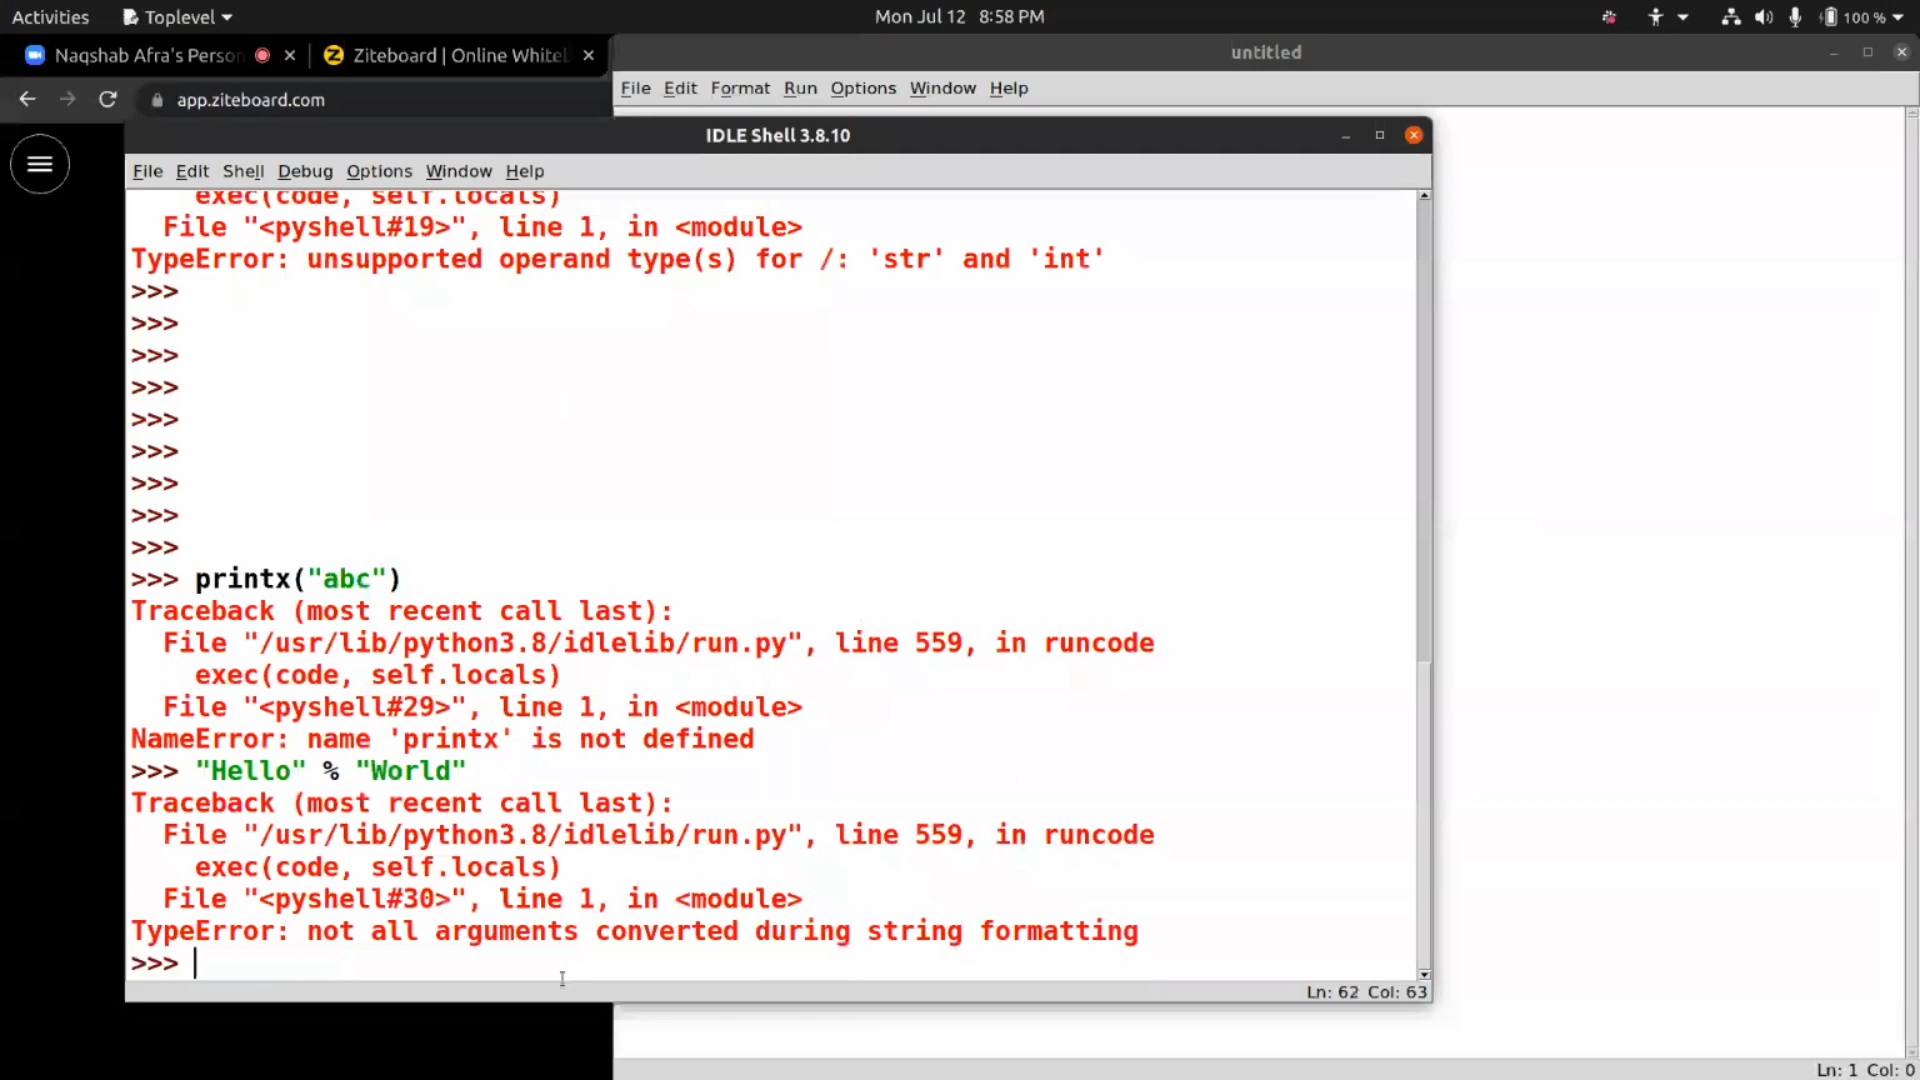 Activities Toplevel Mon Jul 12 8:58 PM 100 %
Naqshab Afra's Person Ziteboard | Online Whiteb
untitled
app.ziteboard.com
File Edit Format Run Options Window Help
IDLE Shell 3.8.10
File Edit Shell Debug Options Window Help
exec(code, self.locals)
File "<pyshell#19>", line 1, in <module>
TypeError: unsupported operand type(s) for /: 'str' and 'int'
>>>
>>>
>>>
>>>
>>>
>>>
>>>
>>>
>>>
>>> printx("abc")
Traceback (most recent call last):
File "/usr/lib/python3.8/idlelib/run.py", line 559, in runcode
exec(code, self.locals)
File "<pyshell#29>", line 1, in <module>
NameError: name 'printx' is not defined
>>> "Hello" % "World"
Traceback (most recent call last):
File "/usr/lib/python3.8/idlelib/run.py", line 559, in runcode
exec(code, self.locals)
File "<pyshell#30>", line 1, in <module>
TypeError: not all arguments converted during string formatting
>>>
Ln: 62 Col: 63
Ln: 1 Col: 0